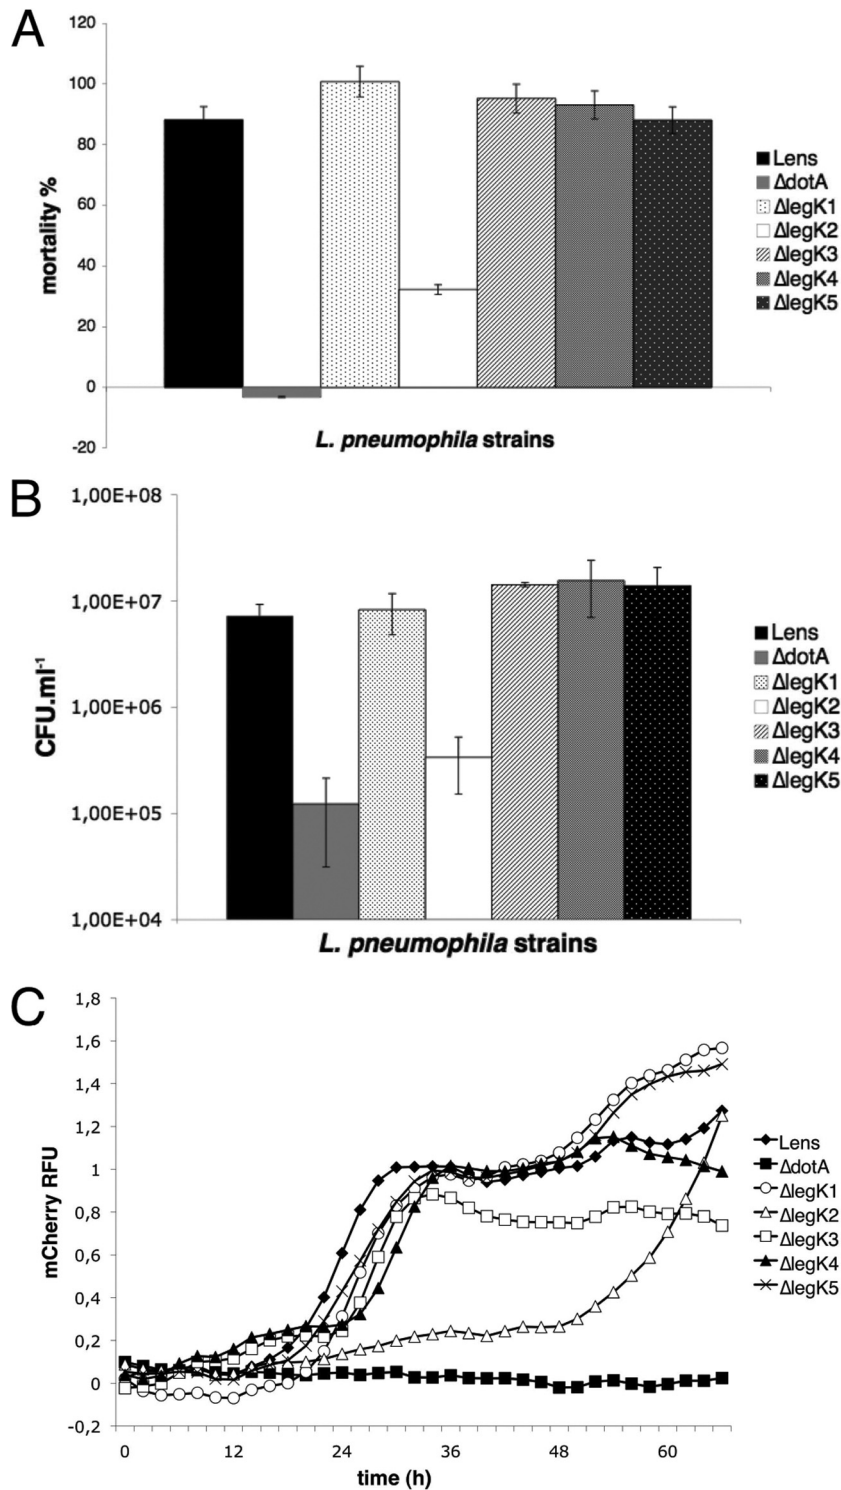 A
120
100
80
60
40
20
0
-20
mortality %
L. pneumophila strains
Lens
ΔdotA
ΔlegK1
ΔlegK2
ΔlegK3
ΔlegK4
ΔlegK5
B
1,00E+08
1,00E+07
1,00E+06
1,00E+05
1,00E+04
CFU.ml⁻¹
L. pneumophila strains
Lens
ΔdotA
ΔlegK1
ΔlegK2
ΔlegK3
ΔlegK4
ΔlegK5
C
1,8
1,6
1,4
1,2
1
0,8
0,6
0,4
0,2
0
-0,2
mCherry RFU
0 12 24 36 48 60
time (h)
Lens
ΔdotA
ΔlegK1
ΔlegK2
ΔlegK3
ΔlegK4
ΔlegK5